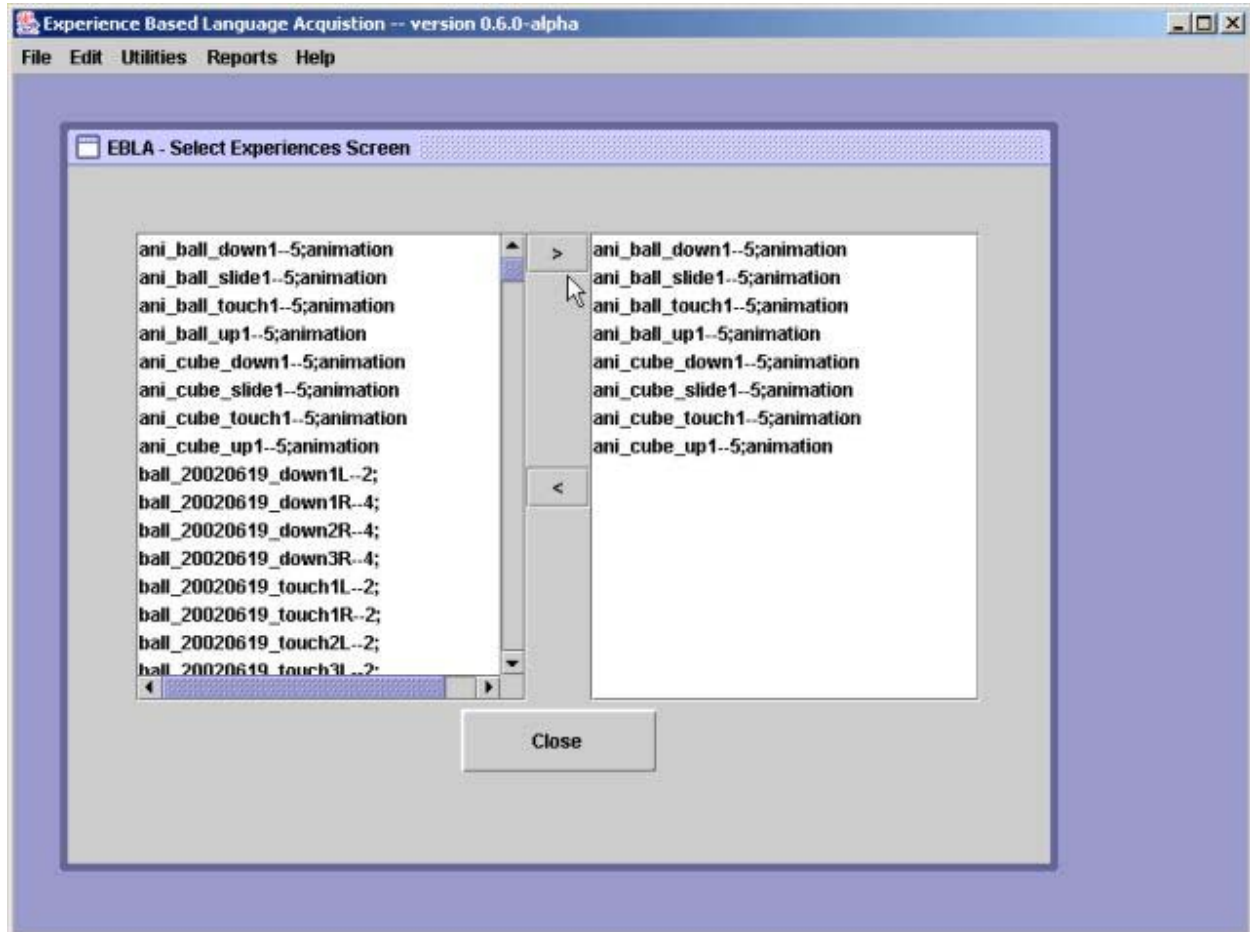 Experience Based Language Acquistion -- version 0.6.0-alpha
File Edit Utilities Reports Help
EBLA - Select Experiences Screen
ani_ball_down1--5;animation
ani_ball_slide1--5;animation
ani_ball_touch1--5;animation
ani_ball_up1--5;animation
ani_cube_down1--5;animation
ani_cube_slide1--5;animation
ani_cube_touch1--5;animation
ani_cube_up1--5;animation
ball_20020619_down1L--2;
ball_20020619_down1R--4;
ball_20020619_down2R--4;
ball_20020619_down3R--4;
ball_20020619_touch1L--2;
ball_20020619_touch1R--2;
ball_20020619_touch2L--2;
ball_20020619_touch3L--2;
>
<
ani_ball_down1--5;animation
ani_ball_slide1--5;animation
ani_ball_touch1--5;animation
ani_ball_up1--5;animation
ani_cube_down1--5;animation
ani_cube_slide1--5;animation
ani_cube_touch1--5;animation
ani_cube_up1--5;animation
Close